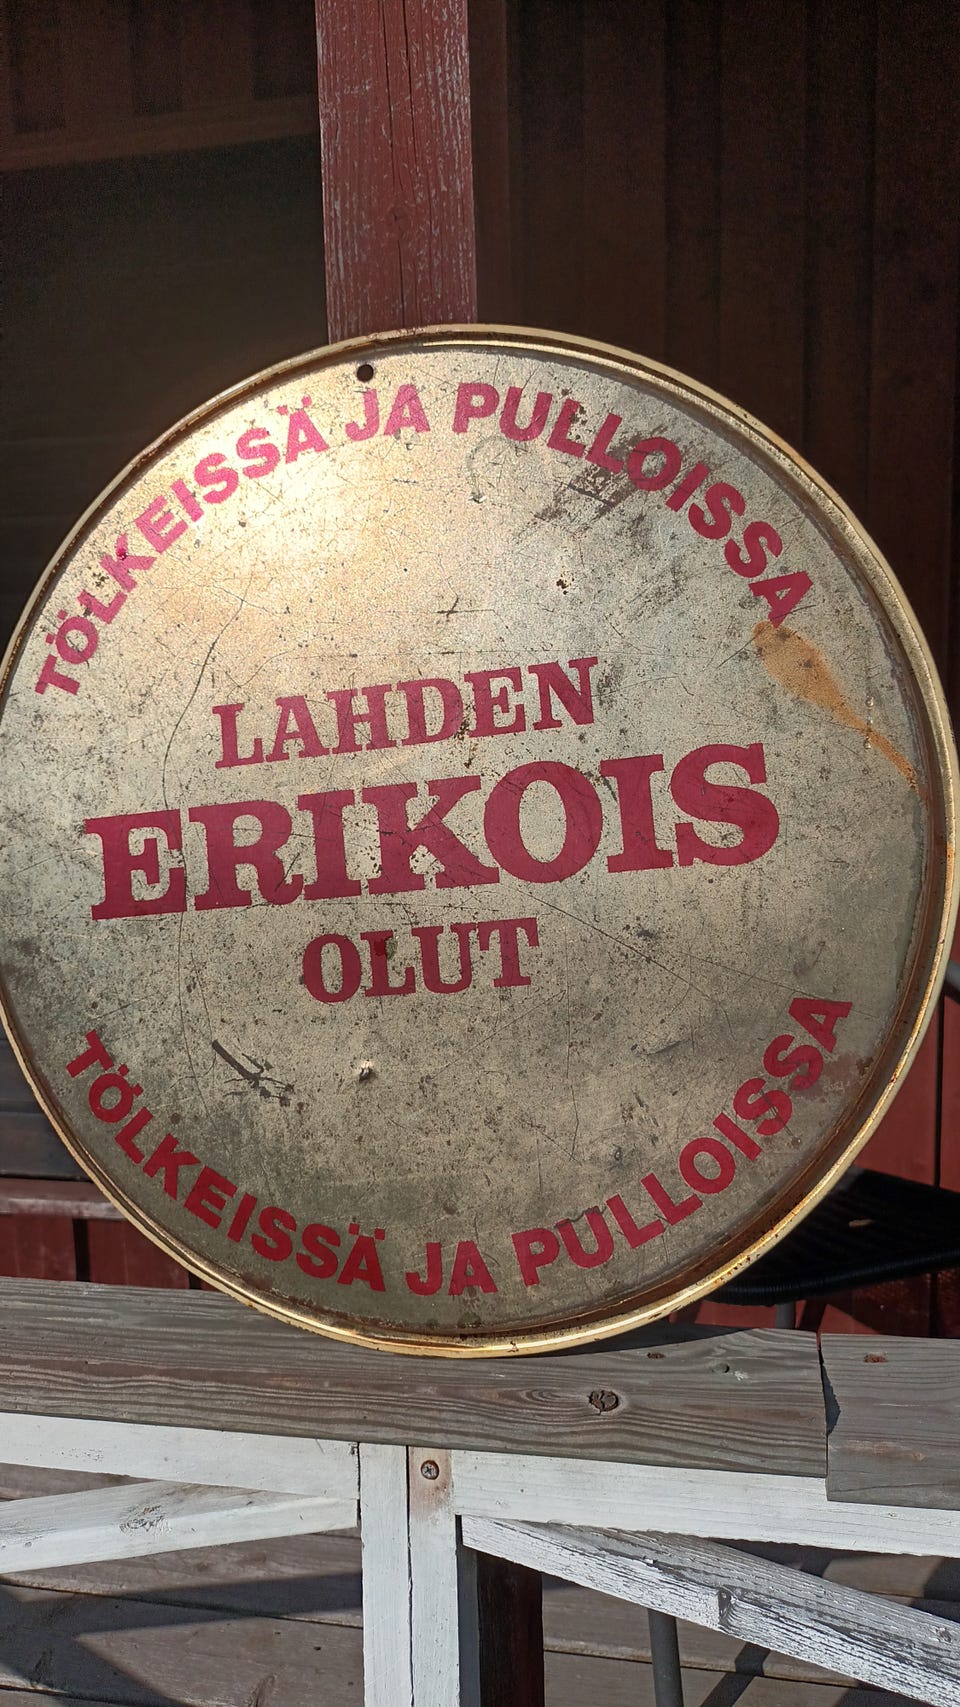 TÖLKEISSÄ JA PULLOISSA
LAHDEN
ERIKOIS
OLUT
TÖLKEISSÄ JA PULLOISSA